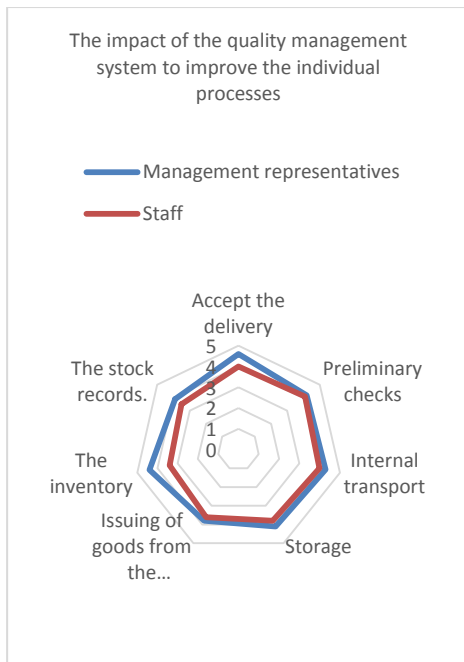 The impact of the quality management
system to improve the individual
processes
Management representatives
Staff
Accept the
delivery
Preliminary
checks
Internal
transport
Storage
Issuing of
goods from
the…
The
inventory
The stock
records.
5
4
3
2
1
0